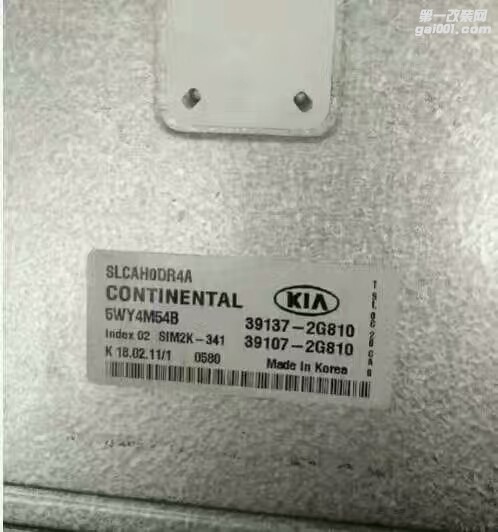 第一改装网
gai001.com
SLCAH0DR4A
CONTINENTAL
KIA
5WY4M54B
39137-2G810
Index 02 SIM2K-341
39107-2G810
K 18.02.11/1 0580
Made in Korea